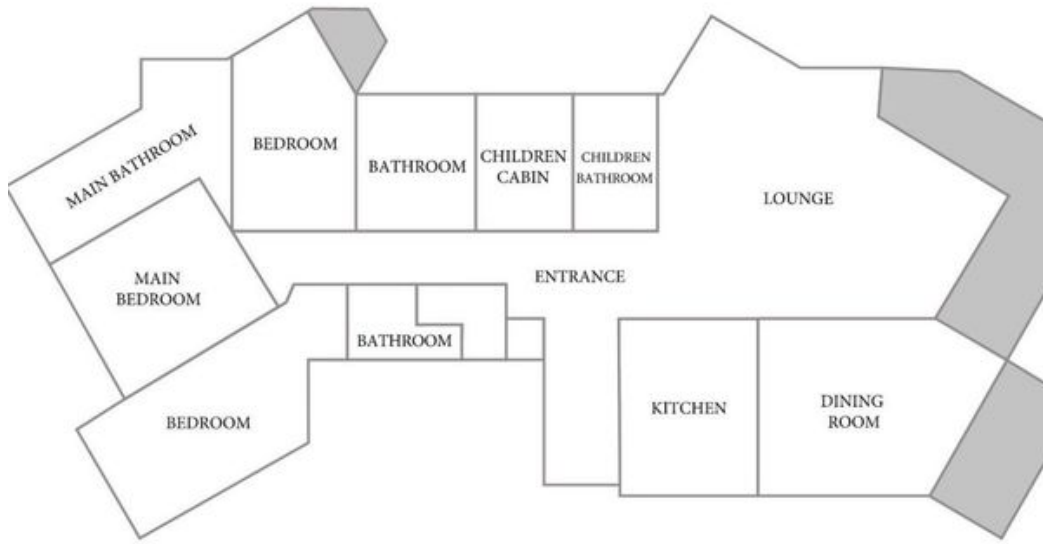 MAIN BATHROOM
BEDROOM
BATHROOM
CHILDREN
CABIN
CHILDREN
BATHROOM
LOUNGE
MAIN
BEDROOM
ENTRANCE
BATHROOM
BEDROOM
KITCHEN
DINING
ROOM